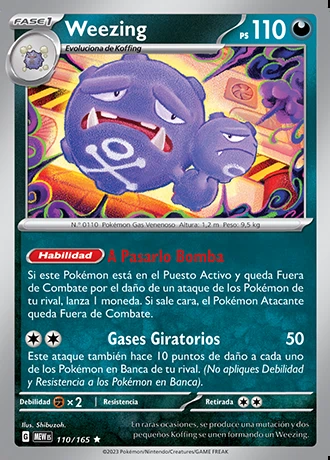 FASE 1
Weezing
PS 110
Evoluciona de Koffing
N.º 0110 Pokémon Gas Venenoso Altura: 1,2 m Peso: 9,5 kg
Habilidad A Pasarlo Bomba
Si este Pokémon está en el Puesto Activo y queda Fuera
de Combate por el daño de un ataque de los Pokémon de
tu rival, lanza 1 moneda. Si sale cara, el Pokémon Atacante
queda Fuera de Combate.
Gases Giratorios 50
Este ataque también hace 10 puntos de daño a cada uno
de los Pokémon en Banca de tu rival. (No apliques Debilidad
y Resistencia a los Pokémon en Banca).
Debilidad ×2 Resistencia Retirada
Ilus. Shibuzoh.
G MEW ES 110/165
En raras ocasiones, se produce una mutación y dos
pequeños Koffing se unen formando un Weezing.
©2023 Pokémon/Nintendo/Creatures/GAME FREAK